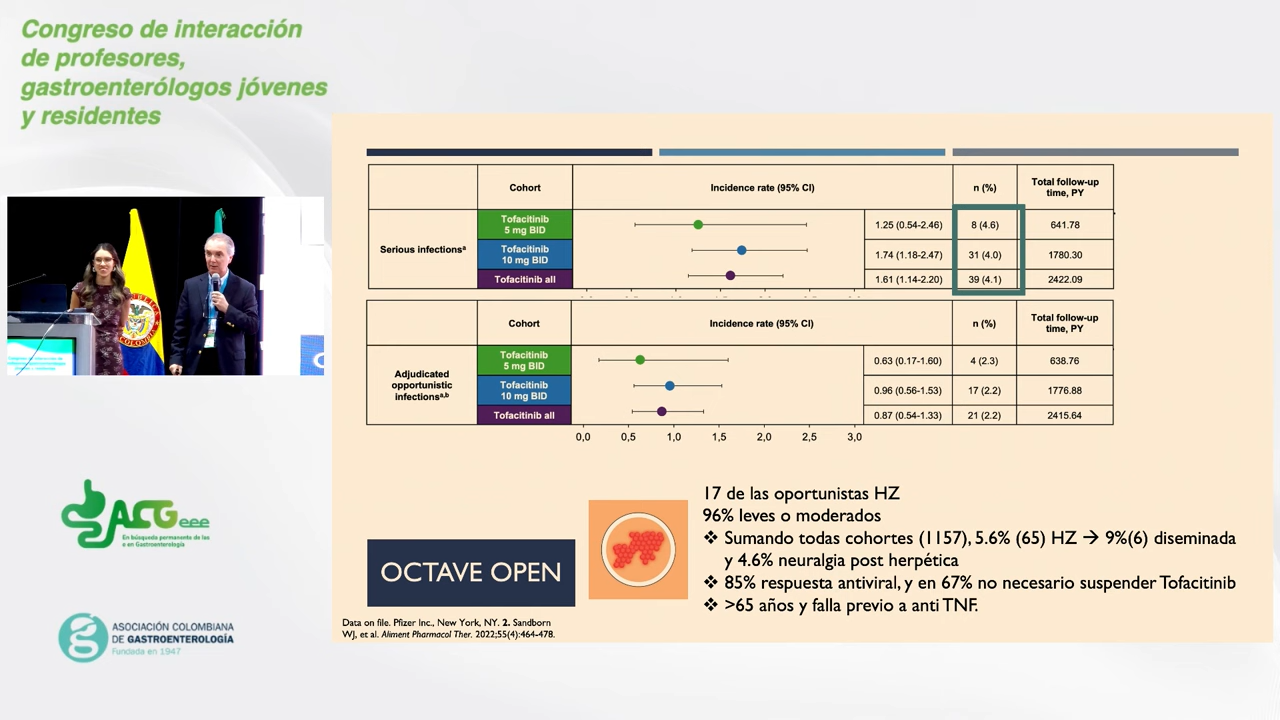 Congreso de interacción
de profesores,
gastroenterólogos jóvenes
y residentes
Cohort
Incidence rate (95% CI)
n (%)
Total follow-up
time, PY
Serious infectionsᵃ
Tofacitinib
5 mg BID
1.25 (0.54-2.46)
8 (4.6)
641.78
Tofacitinib
10 mg BID
1.74 (1.18-2.47)
31 (4.0)
1780.30
Tofacitinib all
1.61 (1.14-2.20)
39 (4.1)
2422.09
Cohort
Incidence rate (95% CI)
n (%)
Total follow-up
time, PY
Adjudicated
opportunistic
infectionsᵃ,ᵇ
Tofacitinib
5 mg BID
0.63 (0.17-1.60)
4 (2.3)
638.76
Tofacitinib
10 mg BID
0.96 (0.56-1.53)
17 (2.2)
1776.88
Tofacitinib all
0.87 (0.54-1.33)
21 (2.2)
2415.64
0,0 0,5 1,0 1,5 2,0 2,5 3,0
17 de las oportunistas HZ
96% leves o moderados
❖ Sumando todas cohortes (1157), 5.6% (65) HZ → 9%(6) diseminada
y 4.6% neuralgia post herpética
❖ 85% respuesta antiviral, y en 67% no necesario suspender Tofacitinib
❖ >65 años y falla previo a anti TNF.
OCTAVE OPEN
Data on file. Pfizer Inc., New York, NY. 2. Sandborn
WJ, et al. Aliment Pharmacol Ther. 2022;55(4):464-478.
ACGeee
En búsqueda permanente de las
e en Gastroenterología
ASOCIACIÓN COLOMBIANA
DE GASTROENTEROLOGÍA
Fundada en 1947